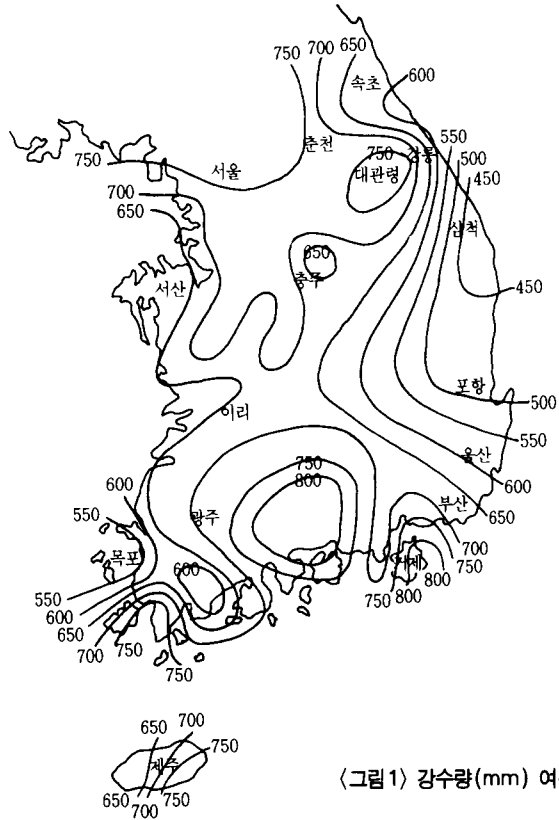 750 700 650
속초 600
750 서울 춘천 750 강릉 550
대관령 500
700 450
650 삼척
650
서산 충주 450
이리 포항 500
550
750 울산
600 800 600
550 광주 부산 650
목포 700
600 거제 750
550 800
600 750 800
650
700 750
750
650 700
750
제주
650 750
700
〈그림1〉 강수량(mm) 여